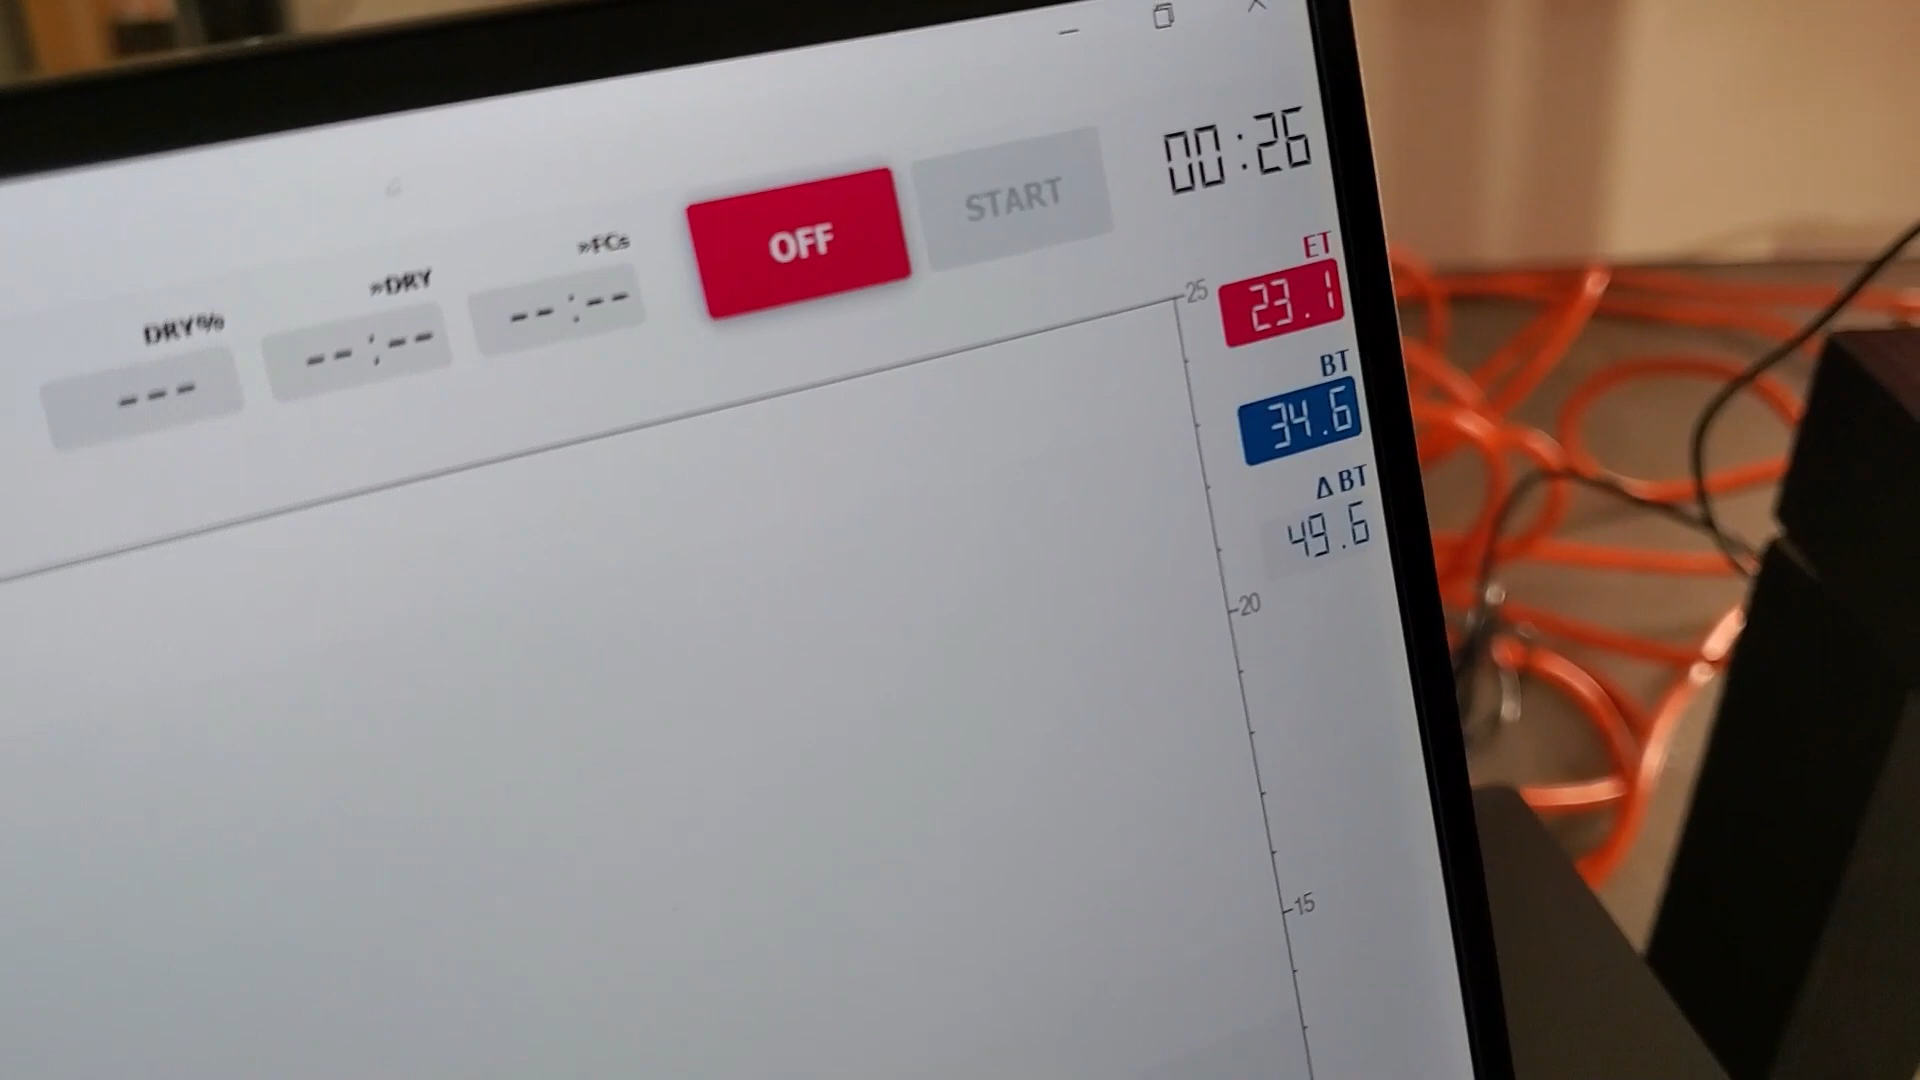 00:26
OFF
START
»FCs
--:--
»DRY
--:--
DRY%
---
ET
23.1
BT
34.6
Δ BT
49.6
25
20
15